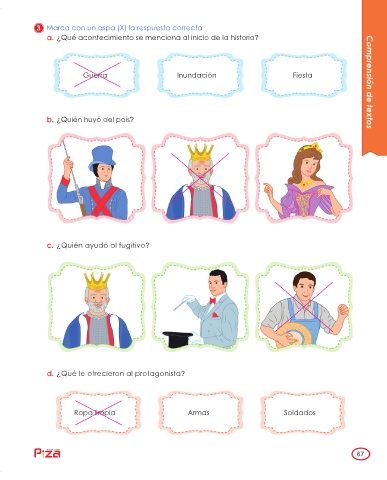 3 Marca con un aspa (X) la respuesta correcta
a. ¿Qué acontecimiento se menciona al inicio de la historia?
Guerra Inundación Fiesta
b. ¿Quién huyó del país?
c. ¿Quién ayudó al fugitivo?
d. ¿Qué le ofrecieron al protagonista?
Ropa limpia Armas Soldados
Comprensión de textos
Piza
67